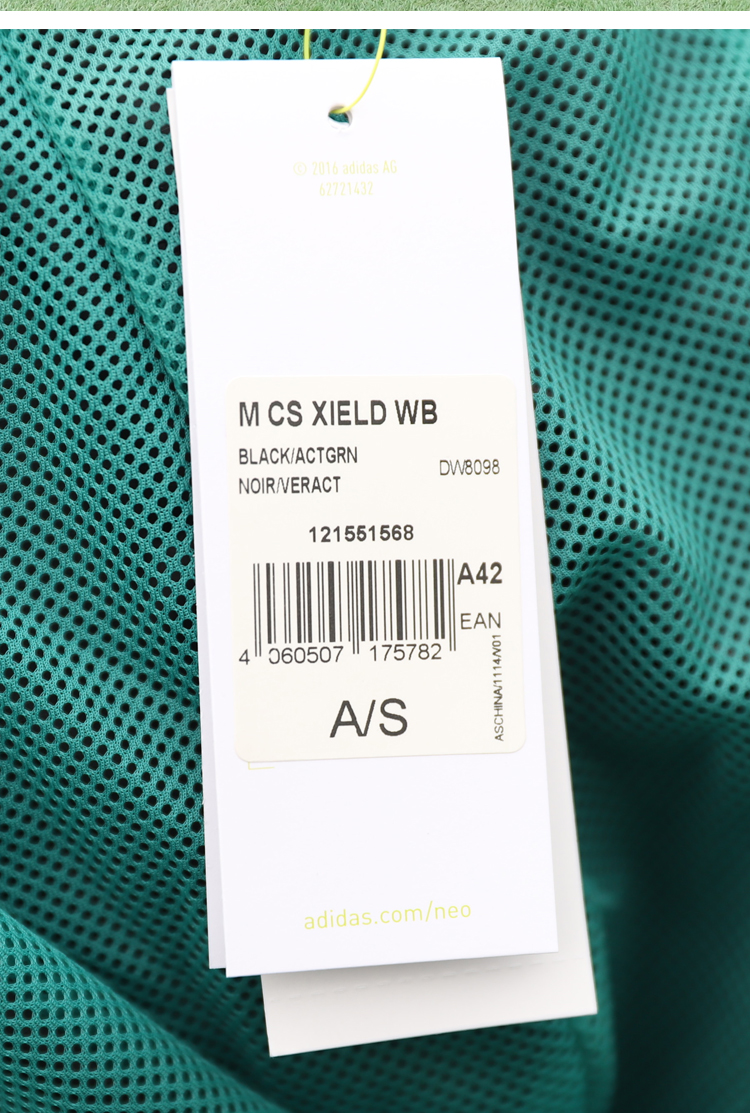 © 2016 adidas AG
62721432
M CS XIELD WB
BLACK/ACTGRN
DW8098
NOIR/VERACT
121551568
A42
EAN
4 060507 175782
ASCHINA/1114/V01
A/S
adidas.com/neo